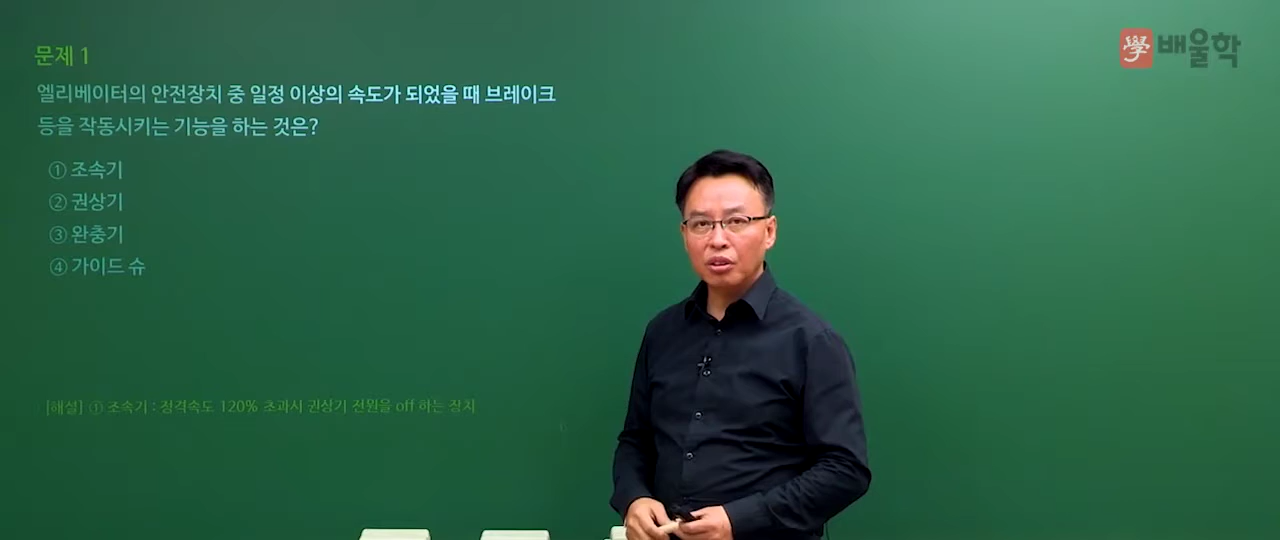 學 배울학
문제 1
엘리베이터의 안전장치 중 일정 이상의 속도가 되었을 때 브레이크
등을 작동시키는 기능을 하는 것은?
① 조속기
② 권상기
③ 완충기
④ 가이드 슈
[해설] ① 조속기 : 정격속도 120% 초과시 권상기 전원을 off 하는 장치